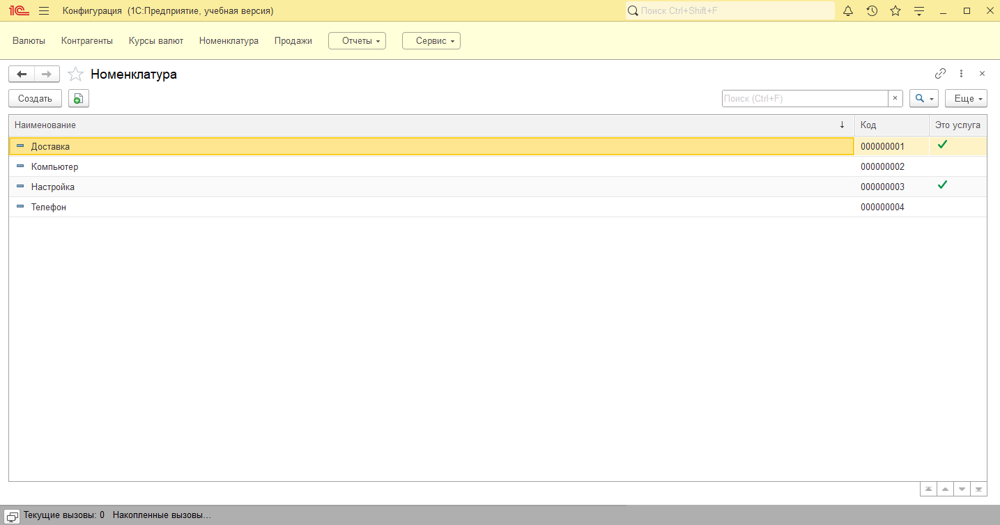 1С Конфигурация (1С:Предприятие, учебная версия) Поиск Ctrl+Shift+F
Валюты Контрагенты Курсы валют Номенклатура Продажи Отчеты Сервис
Номенклатура
Создать Поиск (Ctrl+F) Еще
Наименование Код Это услуга
Доставка 000000001
Компьютер 000000002
Настройка 000000003
Телефон 000000004
Текущие вызовы: 0 Накопленные вызовы...